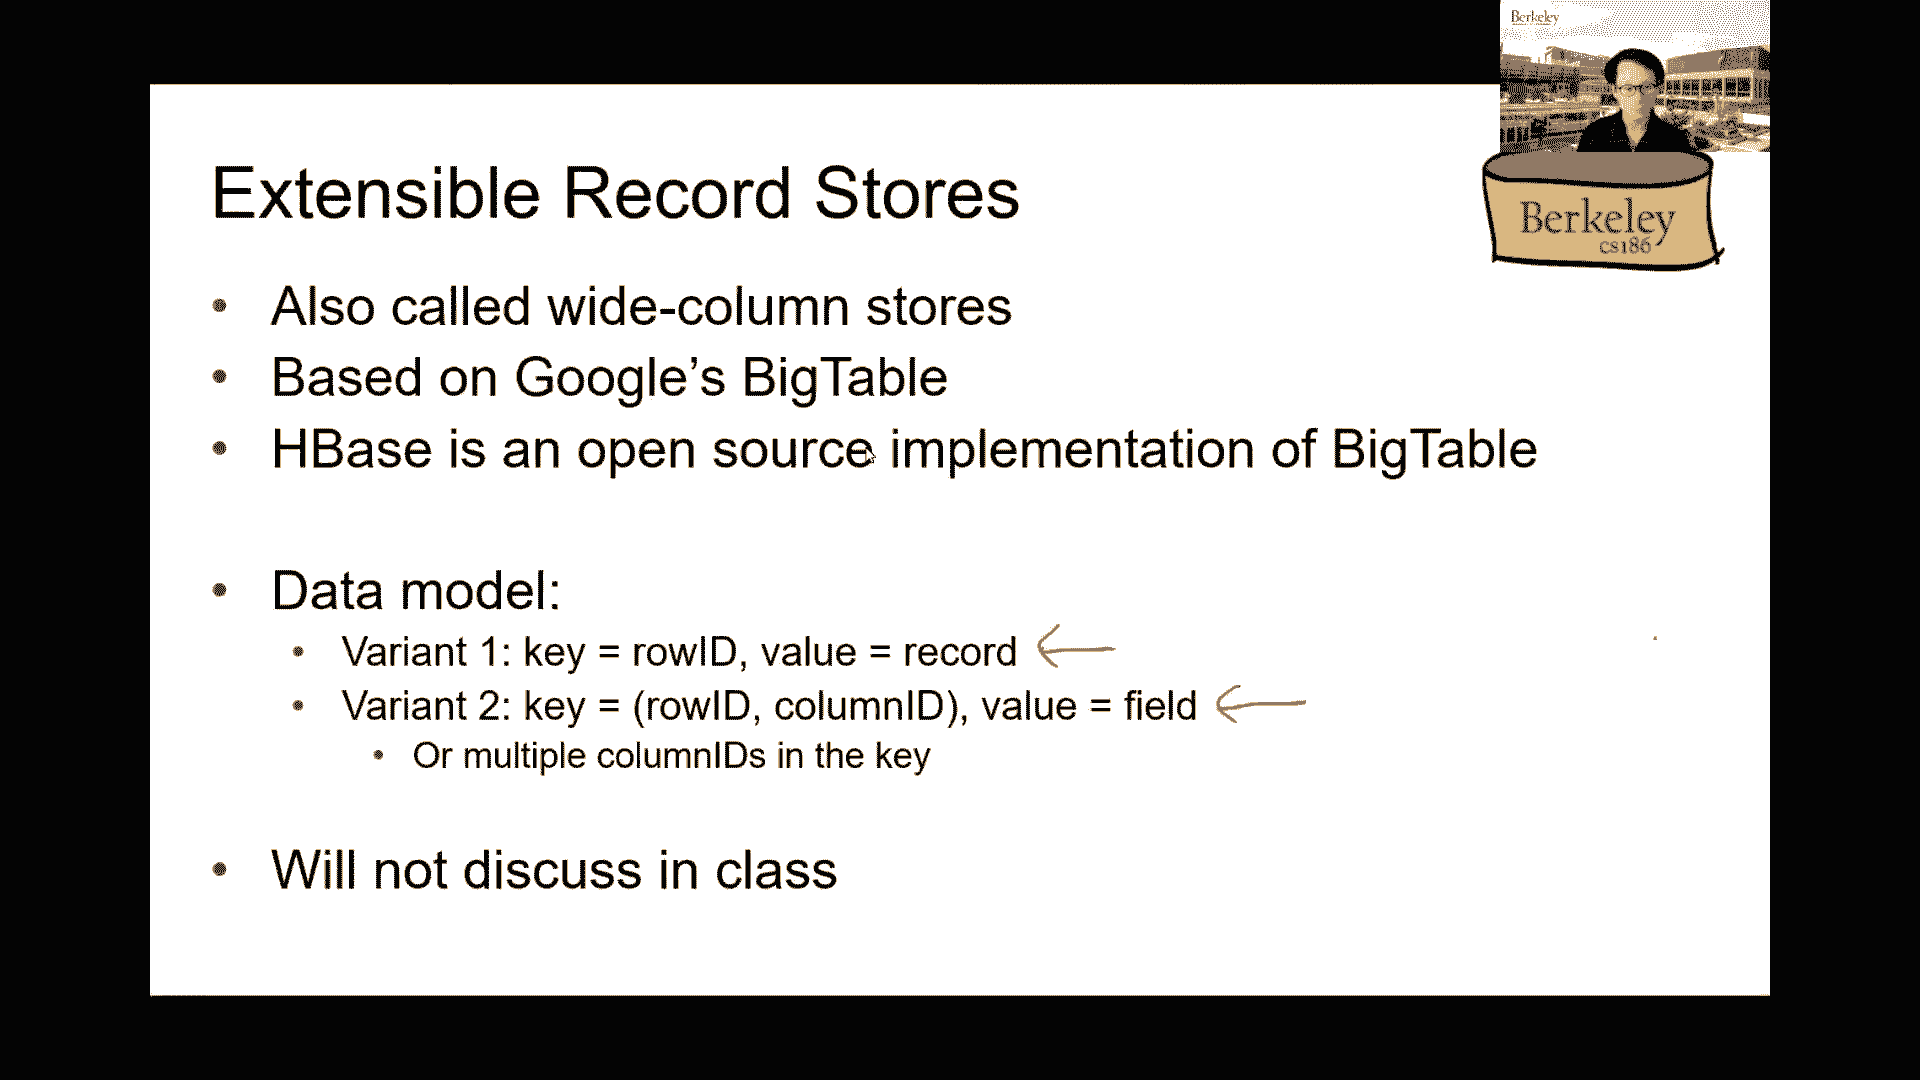 Berkeley
Extensible Record Stores
Berkeley
cs186
• Also called wide-column stores
• Based on Google’s BigTable
• HBase is an open source implementation of BigTable
• Data model:
• Variant 1: key = rowID, value = record
• Variant 2: key = (rowID, columnID), value = field
• Or multiple columnIDs in the key
• Will not discuss in class